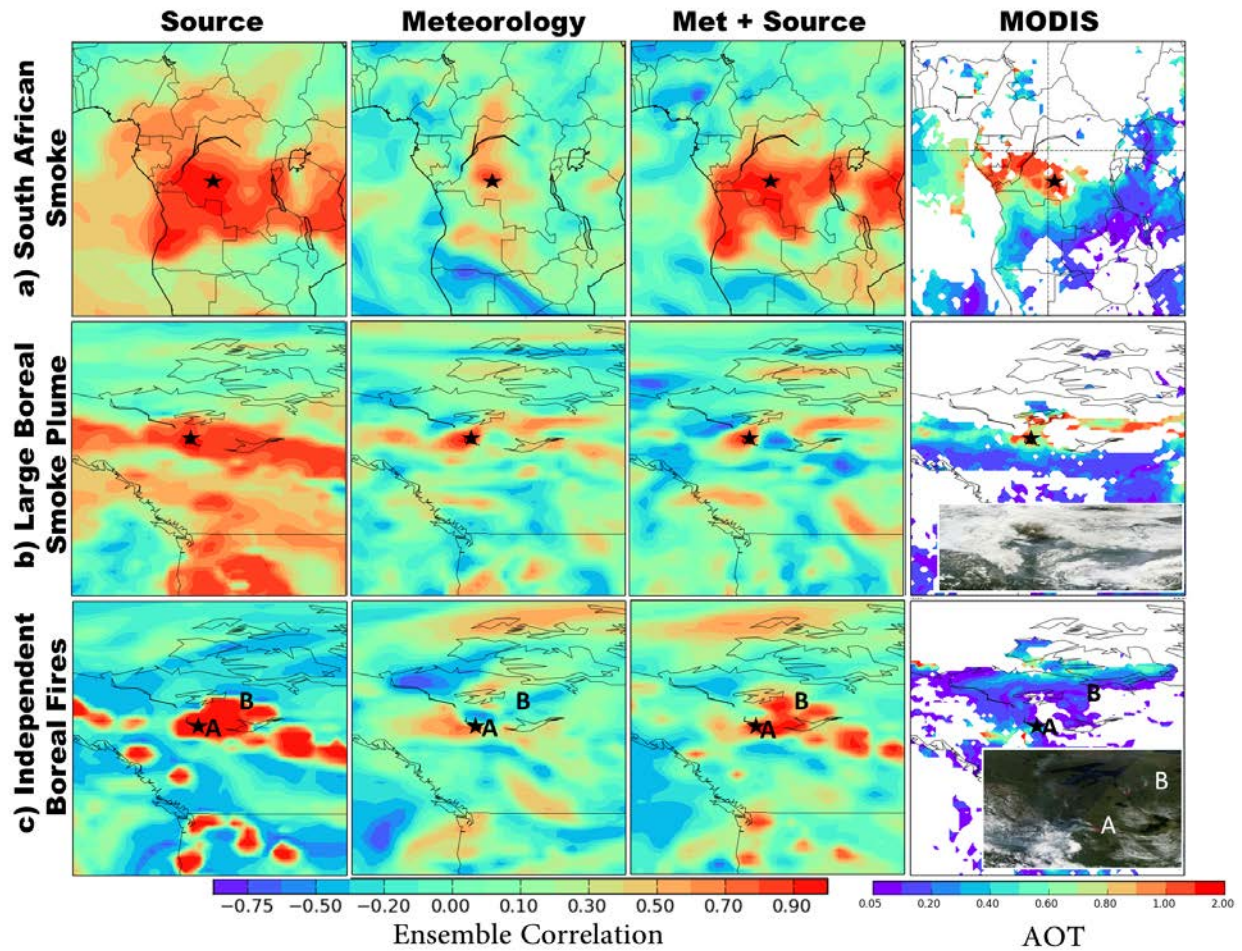 Source Meteorology Met + Source MODIS
a) South African
Smoke
b) Large Boreal
Smoke Plume
c) Independent
Boreal Fires
B
A
B
A
B
A
B
A
B
A
−0.75 −0.50 −0.20 0.00 0.10 0.30 0.50 0.70 0.90
Ensemble Correlation
0.05 0.20 0.40 0.60 0.80 1.00 2.00
AOT